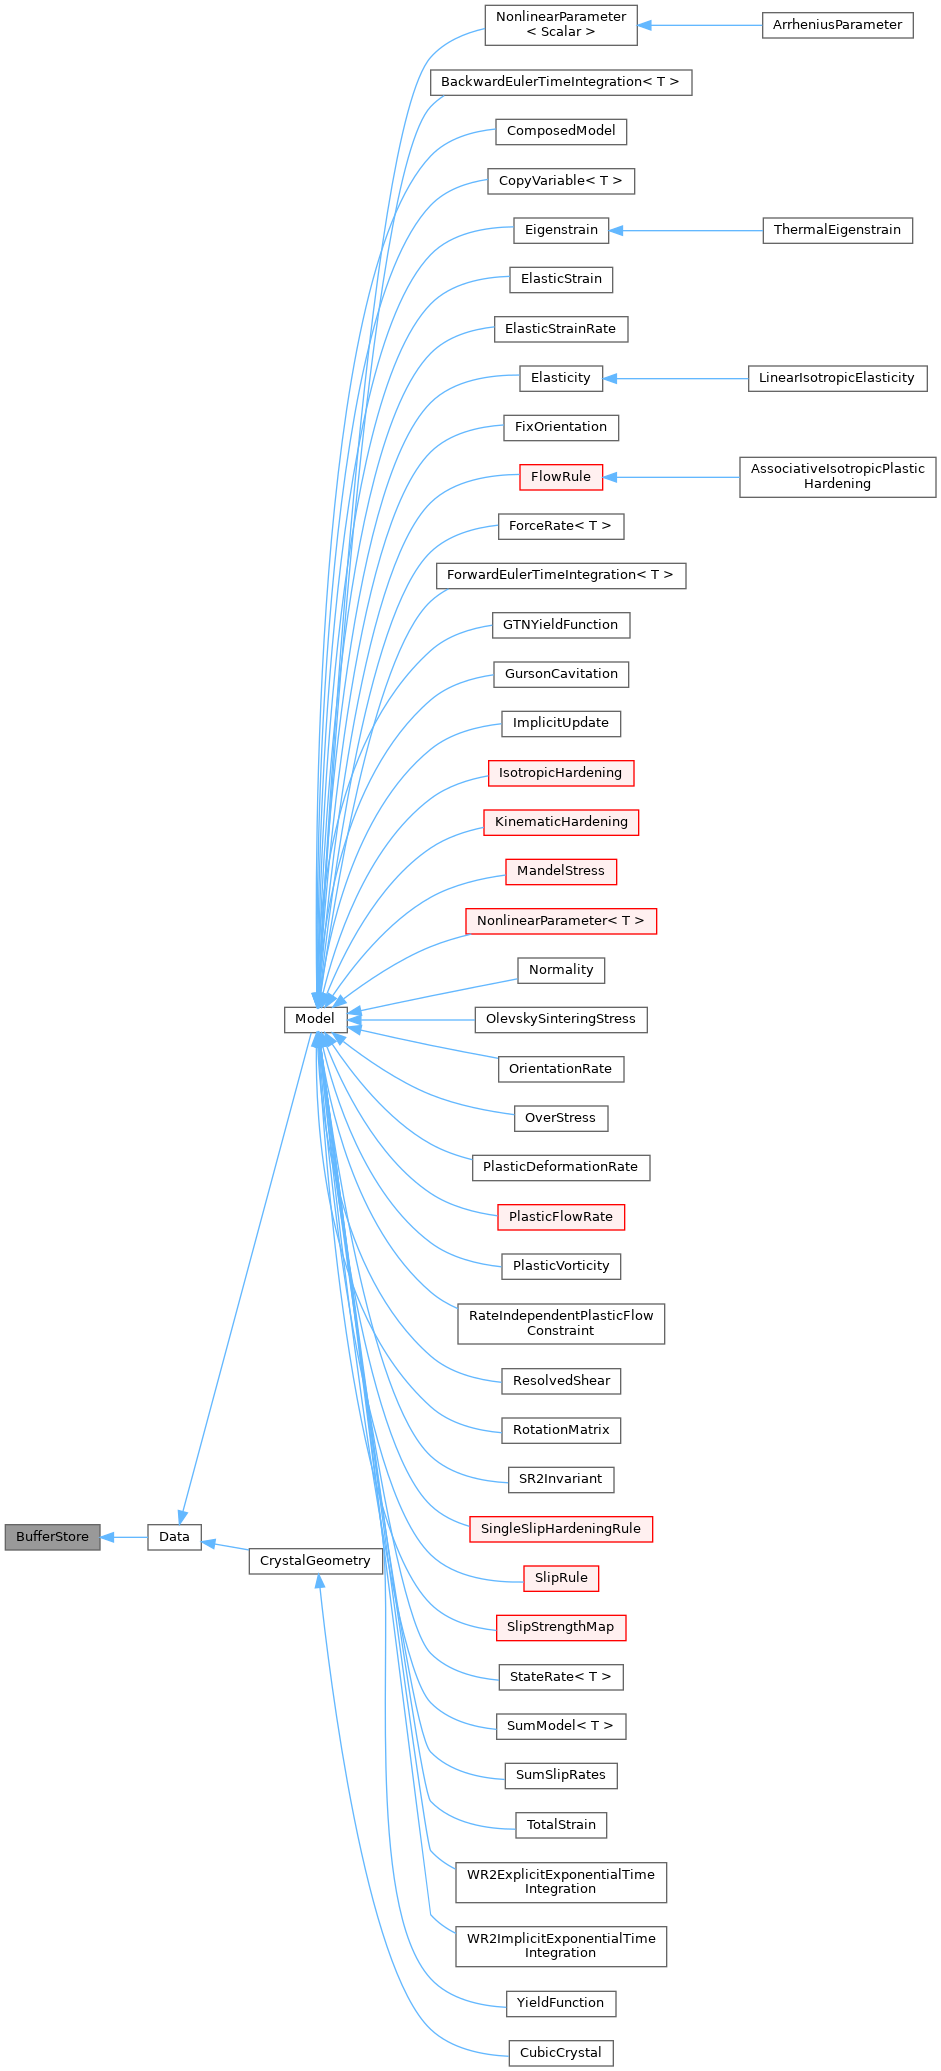 NonlinearParameter
< Scalar >
ArrheniusParameter
BackwardEulerTimeIntegration< T >
ComposedModel
CopyVariable< T >
Eigenstrain
ThermalEigenstrain
ElasticStrain
ElasticStrainRate
Elasticity
LinearIsotropicElasticity
FixOrientation
FlowRule
AssociativeIsotropicPlastic
Hardening
ForceRate< T >
ForwardEulerTimeIntegration< T >
GTNYieldFunction
GursonCavitation
ImplicitUpdate
IsotropicHardening
KinematicHardening
MandelStress
NonlinearParameter< T >
Normality
Model
OlevskySinteringStress
OrientationRate
OverStress
PlasticDeformationRate
PlasticFlowRate
PlasticVorticity
RateIndependentPlasticFlow
Constraint
ResolvedShear
RotationMatrix
SR2Invariant
SingleSlipHardeningRule
BufferStore
Data
CrystalGeometry
SlipRule
SlipStrengthMap
StateRate< T >
SumModel< T >
SumSlipRates
TotalStrain
WR2ExplicitExponentialTime
Integration
WR2ImplicitExponentialTime
Integration
YieldFunction
CubicCrystal